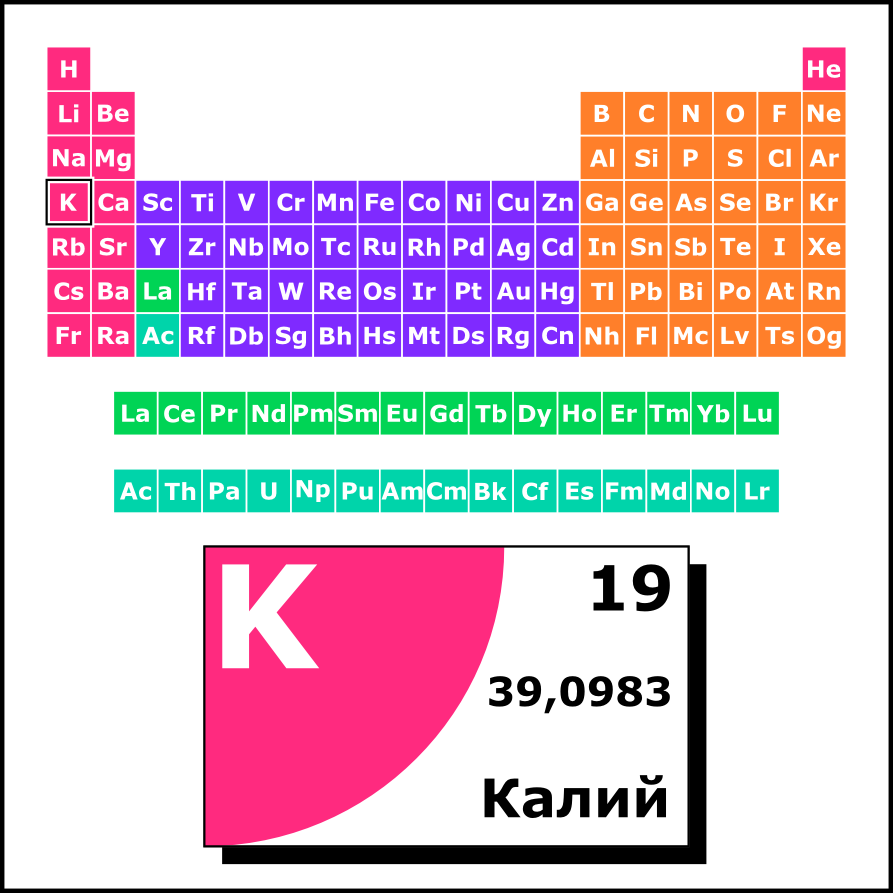 H He
Li Be B C N O F Ne
Na Mg Al Si P S Cl Ar
K Ca Sc Ti V Cr Mn Fe Co Ni Cu Zn Ga Ge As Se Br Kr
Rb Sr Y Zr Nb Mo Tc Ru Rh Pd Ag Cd In Sn Sb Te I Xe
Cs Ba La Hf Ta W Re Os Ir Pt Au Hg Tl Pb Bi Po At Rn
Fr Ra Ac Rf Db Sg Bh Hs Mt Ds Rg Cn Nh Fl Mc Lv Ts Og
La Ce Pr Nd Pm Sm Eu Gd Tb Dy Ho Er Tm Yb Lu
Ac Th Pa U Np Pu Am Cm Bk Cf Es Fm Md No Lr
K
19
39,0983
Калий